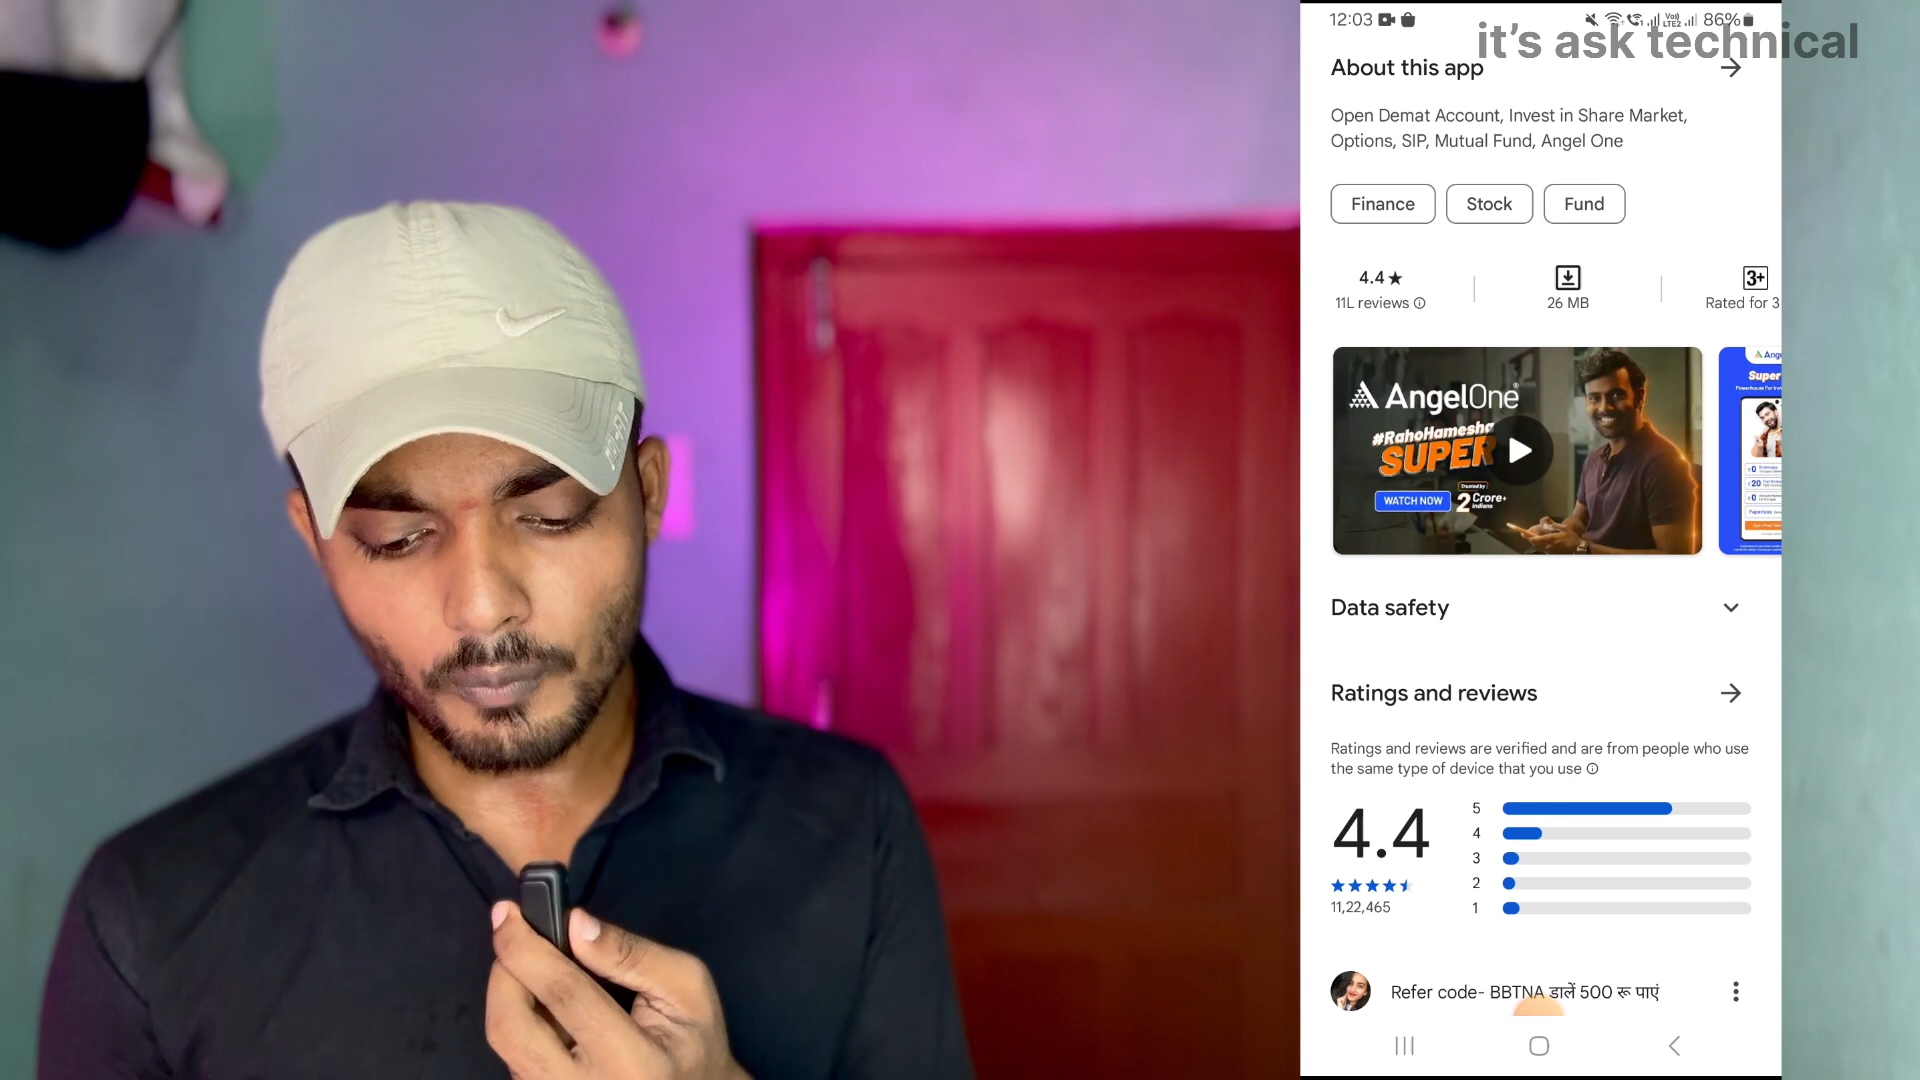 12:03
86%
it's ask technical
About this app
Open Demat Account, Invest in Share Market,
Options, SIP, Mutual Fund, Angel One
Finance
Stock
Fund
4.4★
11L reviews
26 MB
3+
Rated for 3
AngelOne
#RahoHamesha
SUPER
WATCH NOW
Trusted by
2 Crore+
Indians
Super
Data safety
Ratings and reviews
Ratings and reviews are verified and are from people who use
the same type of device that you use
4.4
11,22,465
5
4
3
2
1
Refer code- BBTNA डालें 500 रू पाएं